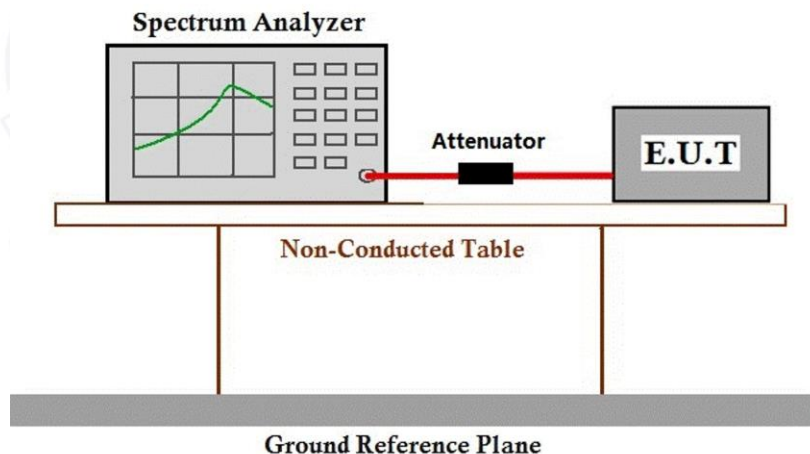 Spectrum Analyzer
Attenuator
E.U.T
Non-Conducted Table
Ground Reference Plane